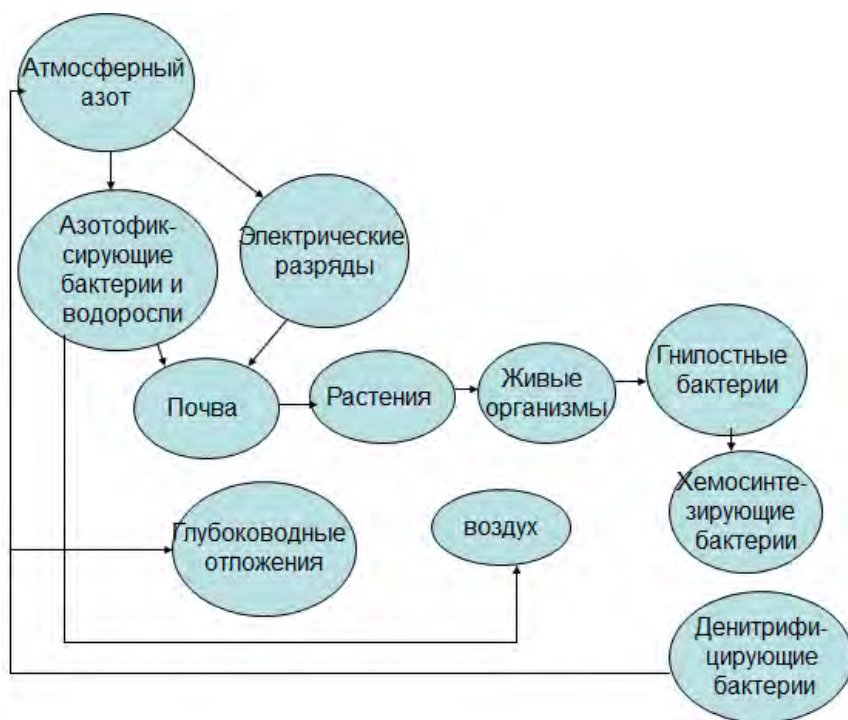 Атмосферный
азот
Азотофик-
сирующие
бактерии и
водоросли
Электрические
разряды
Почва
Растения
Живые
организмы
Гнилостные
бактерии
Хемосинте-
зирующие
бактерии
Глубоководные
отложения
воздух
Денитрифи-
цирующие
бактерии